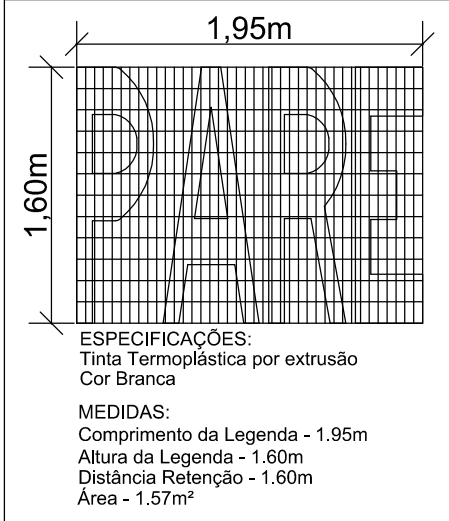 1,95m
1,60m
PARE
ESPECIFICAÇÕES:
Tinta Termoplástica por extrusão
Cor Branca
MEDIDAS:
Comprimento da Legenda - 1.95m
Altura da Legenda - 1.60m
Distância Retenção - 1.60m
Área - 1.57m²